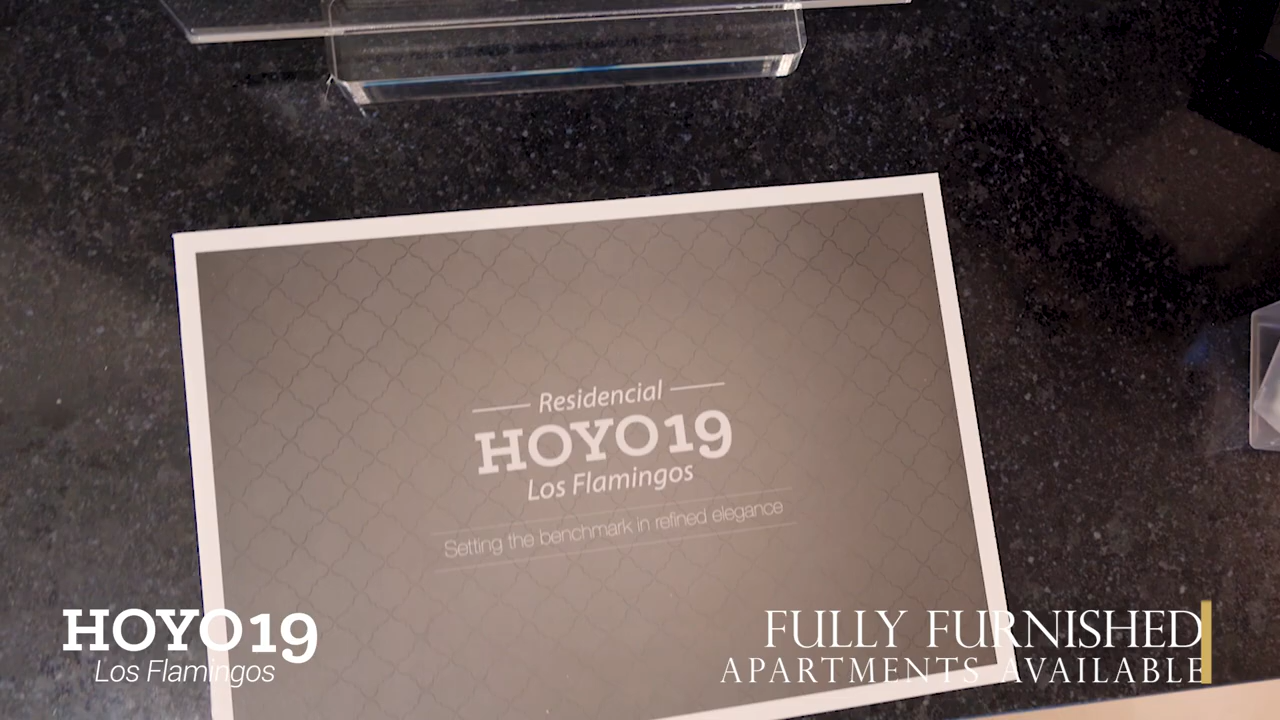 Residencial
HOYO19
Los Flamingos
Setting the benchmark in refined elegance
HOYO19
Los Flamingos
FULLY FURNISHED
APARTMENTS AVAILABLE